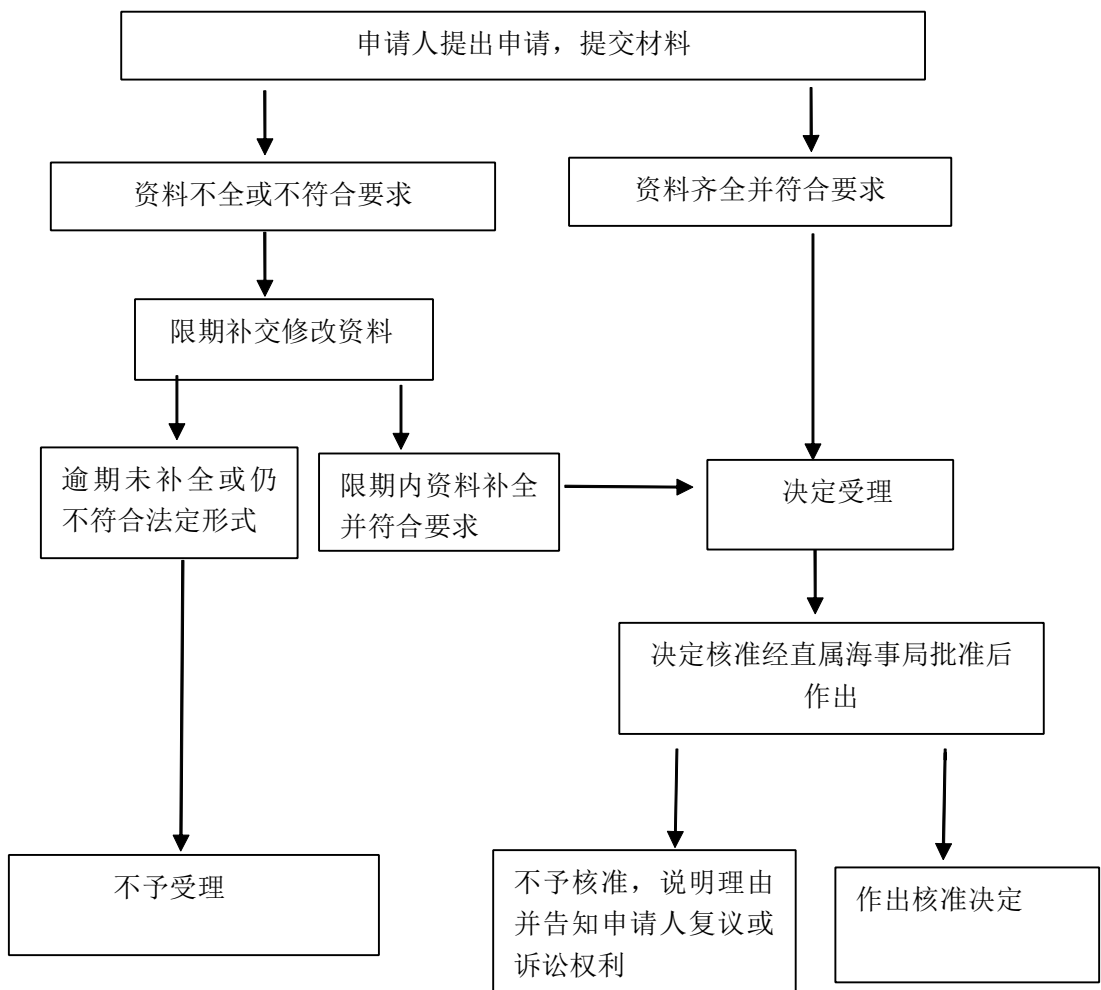 申请人提出申请，提交材料
资料不全或不符合要求
资料齐全并符合要求
限期补交修改资料
逾期未补全或仍
不符合法定形式
限期内资料补全
并符合要求
决定受理
决定核准经直属海事局批准后
作出
不予受理
不予核准，说明理由
并告知申请人复议或
诉讼权利
作出核准决定